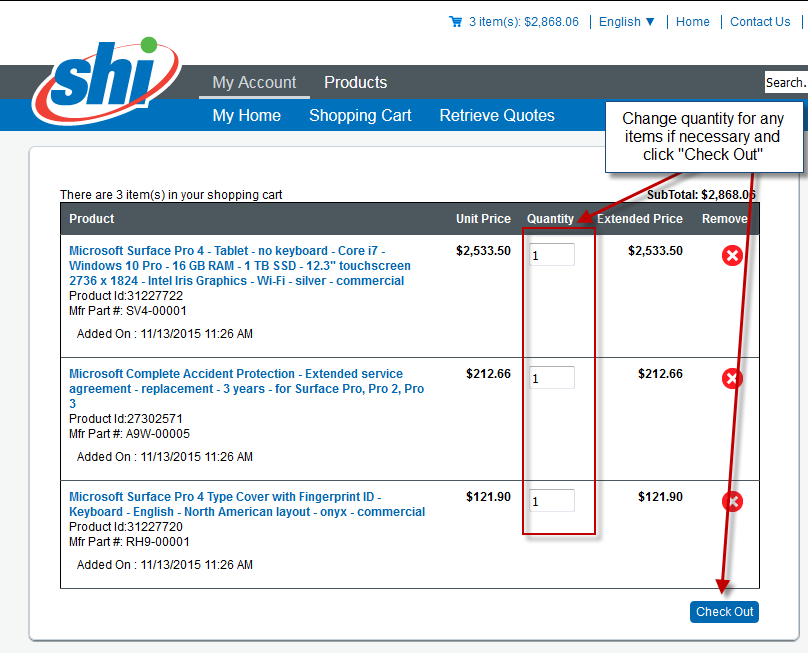 3 item(s): $2,868.06 | English ▼ | Home | Contact Us |
shi
My Account Products
Search.
My Home Shopping Cart Retrieve Quotes
Change quantity for any
items if necessary and
click "Check Out"
There are 3 item(s) in your shopping cart
SubTotal: $2,868.06
Product Unit Price Quantity Extended Price Remove
Microsoft Surface Pro 4 - Tablet - no keyboard - Core i7 - $2,533.50 1 $2,533.50
Windows 10 Pro - 16 GB RAM - 1 TB SSD - 12.3" touchscreen
2736 x 1824 - Intel Iris Graphics - Wi-Fi - silver - commercial
Product Id:31227722
Mfr Part #: SV4-00001
Added On : 11/13/2015 11:26 AM
Microsoft Complete Accident Protection - Extended service $212.66 1 $212.66
agreement - replacement - 3 years - for Surface Pro, Pro 2, Pro
3
Product Id:27302571
Mfr Part #: A9W-00005
Added On : 11/13/2015 11:26 AM
Microsoft Surface Pro 4 Type Cover with Fingerprint ID - $121.90 1 $121.90
Keyboard - English - North American layout - onyx - commercial
Product Id:31227720
Mfr Part #: RH9-00001
Added On : 11/13/2015 11:26 AM
Check Out